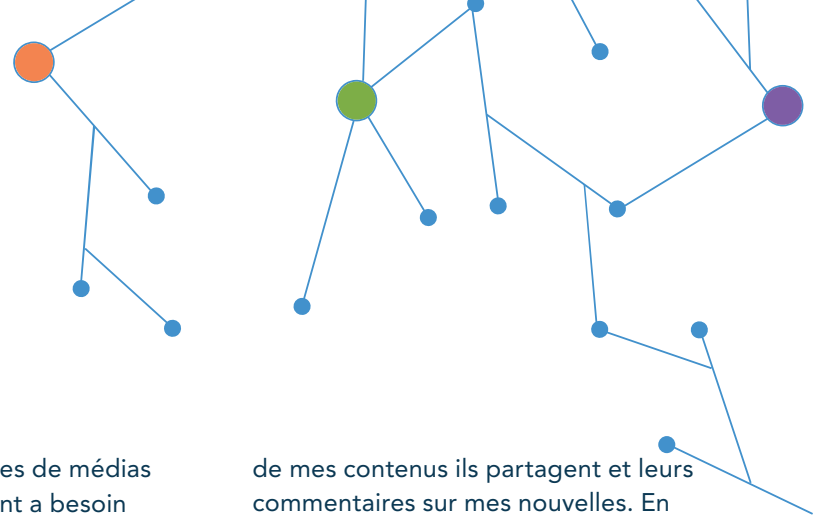 es de médias
nt a besoin
de mes contenus ils partagent et leurs
commentaires sur mes nouvelles. En